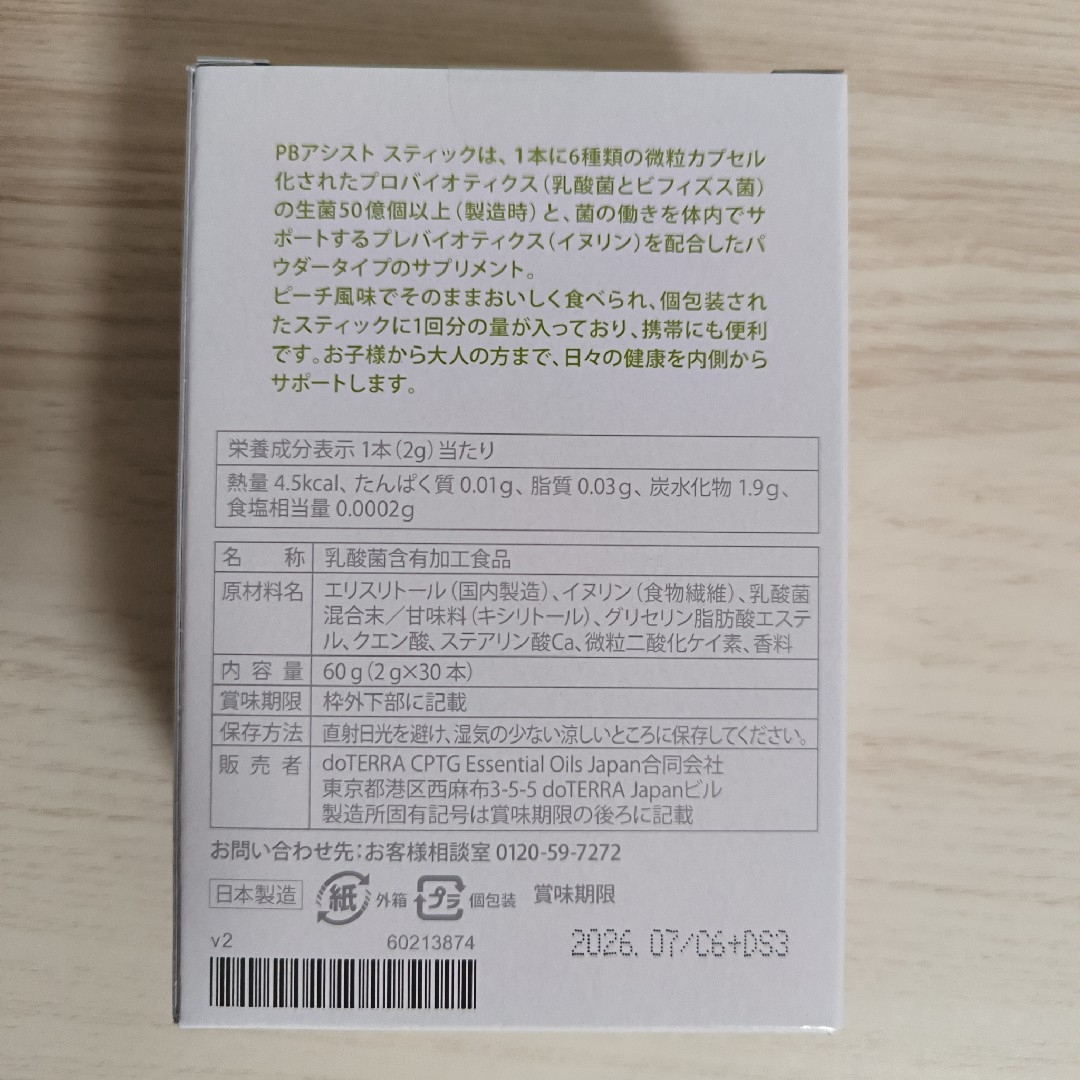 PBアシスト スティックは、1本に6種類の微粒カプセル
化されたプロバイオティクス（乳酸菌とビフィズス菌）
の生菌50億個以上（製造時）と、菌の働きを体内でサ
ポートするプレバイオティクス（イヌリン）を配合したパ
ウダータイプのサプリメント。
ピーチ風味でそのままおいしく食べられ、個包装され
たスティックに1回分の量が入っており、携帯にも便利
です。お子様から大人の方まで、日々の健康を内側から
サポートします。
栄養成分表示 1本（2g）当たり
熱量 4.5kcal、たんぱく質 0.01g、脂質 0.03g、炭水化物 1.9g、
食塩相当量 0.0002g
名称 乳酸菌含有加工食品
原材料名 エリスリトール（国内製造）、イヌリン（食物繊維）、乳酸菌
混合末／甘味料（キシリトール）、グリセリン脂肪酸エステ
ル、クエン酸、ステアリン酸Ca、微粒二酸化ケイ素、香料
内容量 60g（2g×30本）
賞味期限 枠外下部に記載
保存方法 直射日光を避け、湿気の少ない涼しいところに保存してください。
販売者 doTERRA CPTG Essential Oils Japan合同会社
東京都港区西麻布3-5-5 doTERRA Japanビル
製造所固有記号は賞味期限の後ろに記載
お問い合わせ先：お客様相談室 0120-59-7272
日本製造 紙 外箱 プラ 個包装 賞味期限
v2 60213874 2026.07/C6+DS3